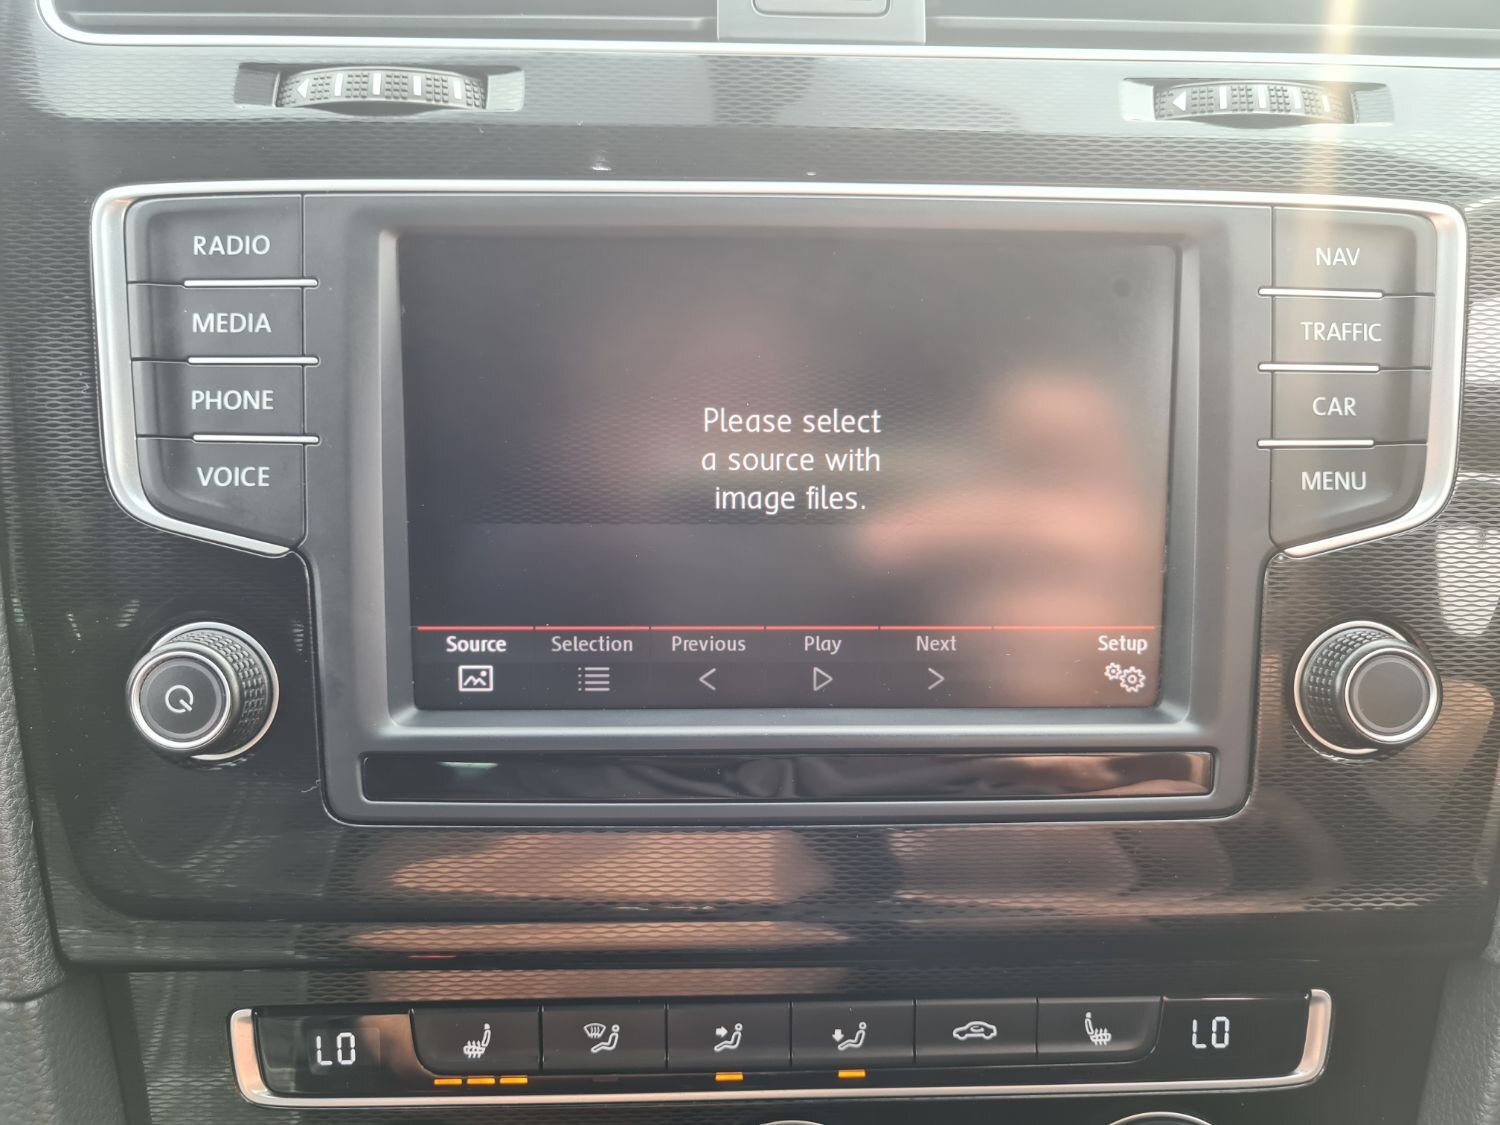 RADIO
MEDIA
PHONE
VOICE
NAV
TRAFFIC
CAR
MENU
Please select
a source with
image files.
Source Selection Previous Play Next Setup
LO LO